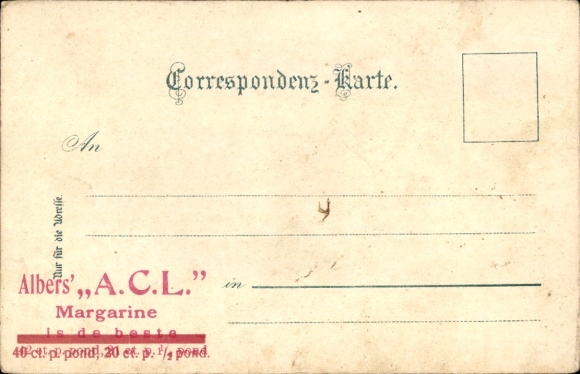 Correspondenz-Karte.
An
Nur für die Adresse.
in
Albers' „A.C.L."
Margarine
is de beste
40 ct. p. pond, 20 ct. p. ½ pond.